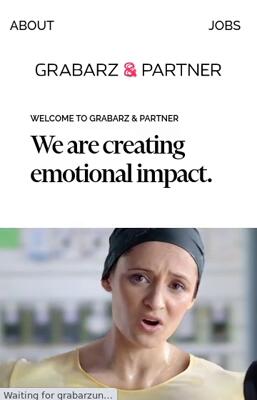 ABOUT
JOBS
GRABARZ & PARTNER
WELCOME TO GRABARZ & PARTNER
We are creating
emotional impact.
Waiting for grabarzun...